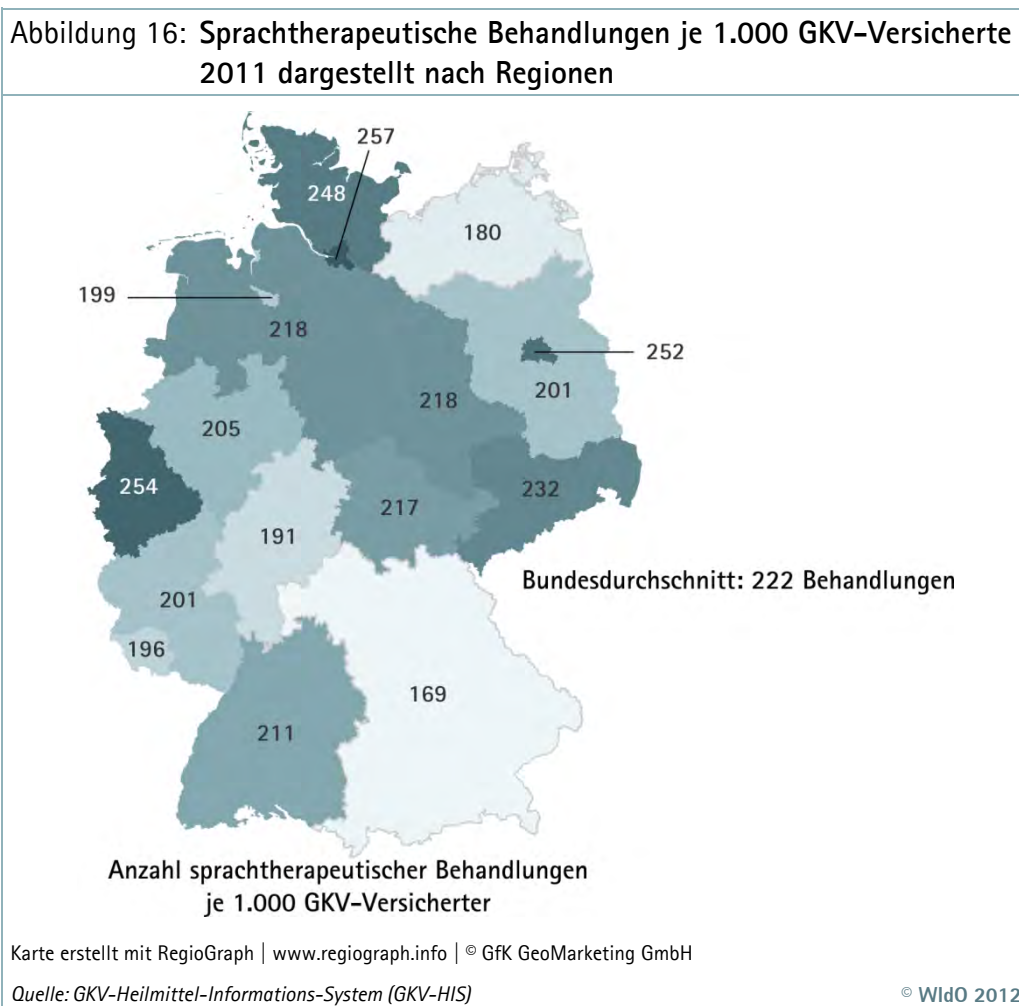 Abbildung 16: Sprachtherapeutische Behandlungen je 1.000 GKV-Versicherte
2011 dargestellt nach Regionen
257
248
180
199
218
252
218
201
205
254
232
217
191
Bundesdurchschnitt: 222 Behandlungen
201
196
169
211
Anzahl sprachtherapeutischer Behandlungen
je 1.000 GKV-Versicherter
Karte erstellt mit RegioGraph | www.regiograph.info | © GfK GeoMarketing GmbH
Quelle: GKV-Heilmittel-Informations-System (GKV-HIS)
© WIdO 2012